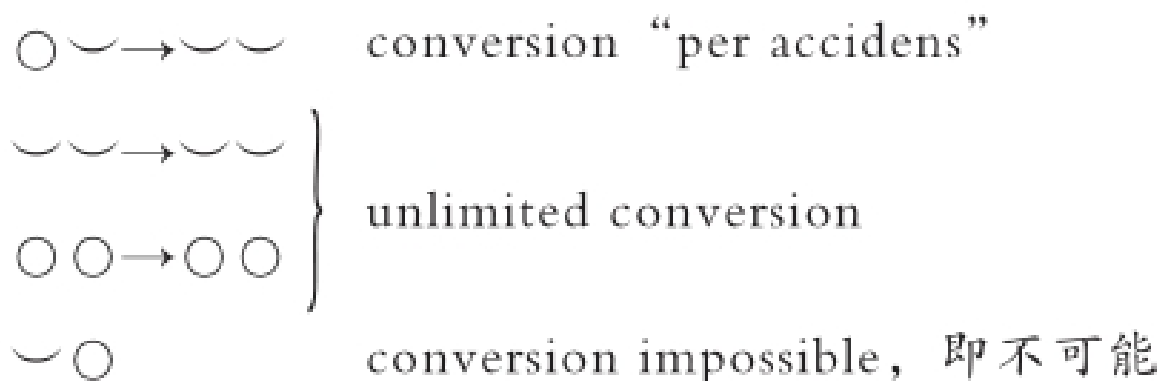 ○⌣→⌣⌣ conversion “per accidens”
⌣⌣→⌣⌣
unlimited conversion
○○→○○
⌣○ conversion impossible，即不可能